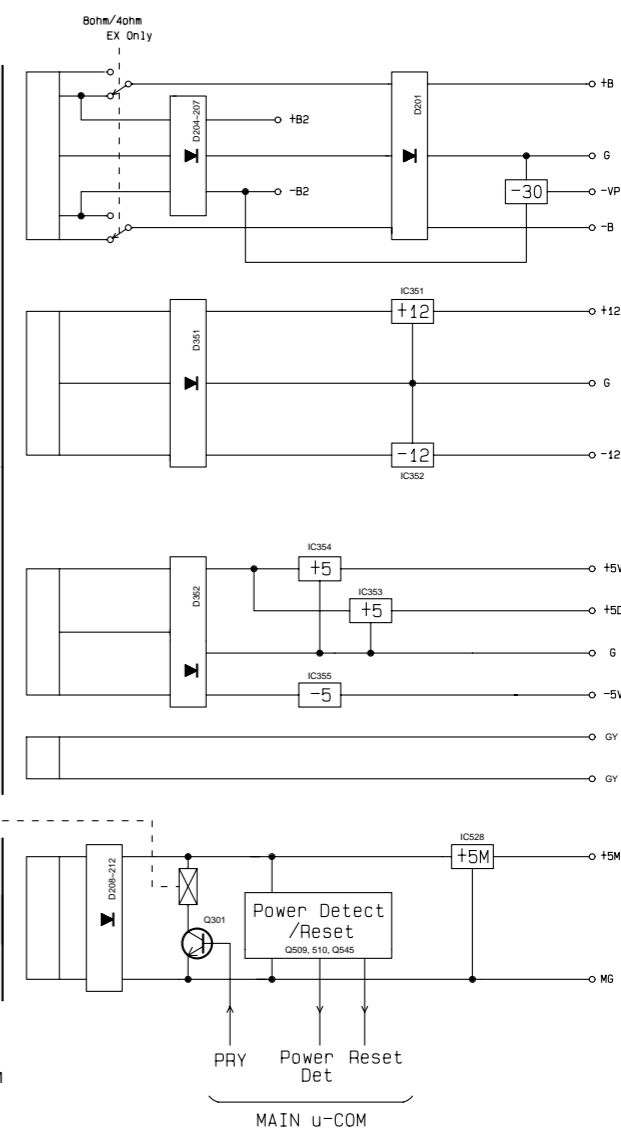 8ohm/4ohm
EX Only
+B
D204-207
D201
+B2
G
-B2
-30
-VP
-B
IC351
+12
+12
D351
G
-12
-12
IC352
IC354
+5
+5V
D352
IC353
+5
+5D
G
IC355
-5
-5V
GY
GY
IC528
+5M
+5M
D208-212
Q301
Power Detect
/Reset
Q509, 510, Q545
MG
PRY
Power
Det
Reset
MAIN u-COM